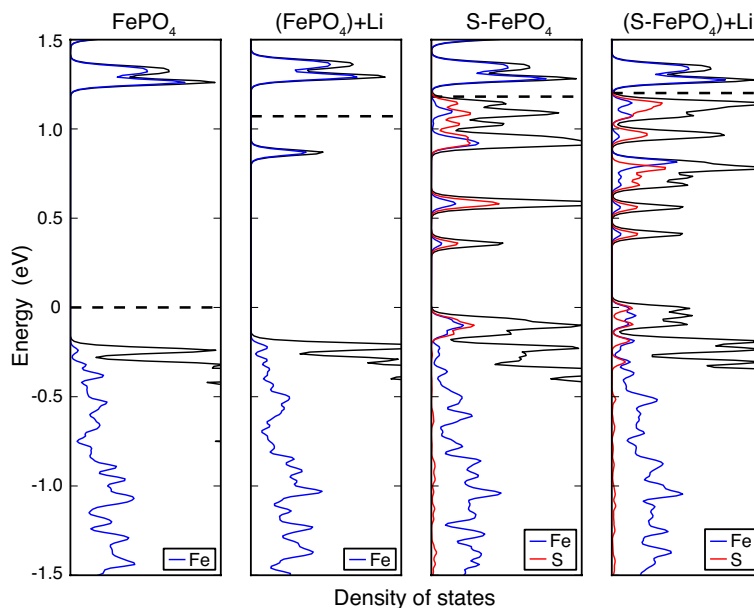 FePO4
(FePO4)+Li
S-FePO4
(S-FePO4)+Li
1.5
1.0
0.5
0
-0.5
-1.0
-1.5
Energy (eV)
Fe
Fe
Fe
S
Fe
S
Density of states